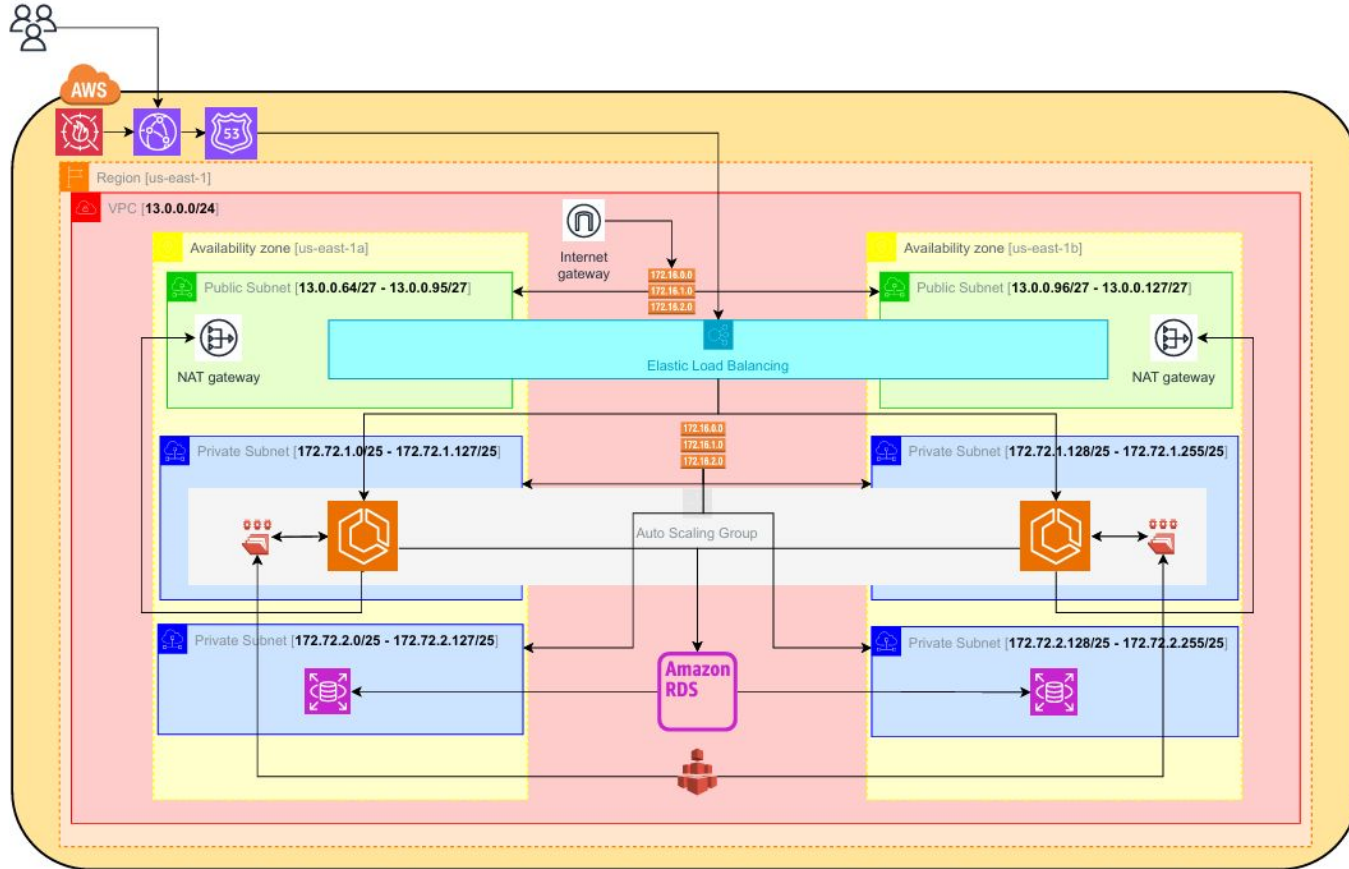 AWS
53
Region [us-east-1]
VPC [13.0.0.0/24]
Internet
gateway
172.16.0.0
172.16.1.0
172.16.2.0
Availability zone [us-east-1a]
Public Subnet [13.0.0.64/27 - 13.0.0.95/27]
NAT gateway
Availability zone [us-east-1b]
Public Subnet [13.0.0.96/27 - 13.0.0.127/27]
NAT gateway
Elastic Load Balancing
172.16.0.0
172.16.1.0
172.16.2.0
Private Subnet [172.72.1.0/25 - 172.72.1.127/25]
Private Subnet [172.72.1.128/25 - 172.72.1.255/25]
Auto Scaling Group
Private Subnet [172.72.2.0/25 - 172.72.2.127/25]
Private Subnet [172.72.2.128/25 - 172.72.2.255/25]
Amazon
RDS